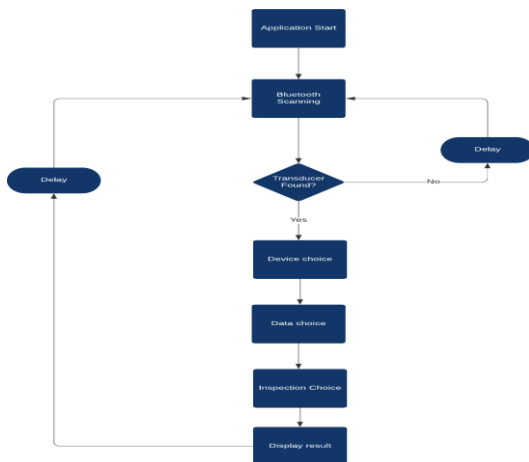 Application Start
Bluetooth
Scanning
Delay
Delay
Transducer
Found?
No
Yes
Device choice
Data choice
Inspection Choice
Display result